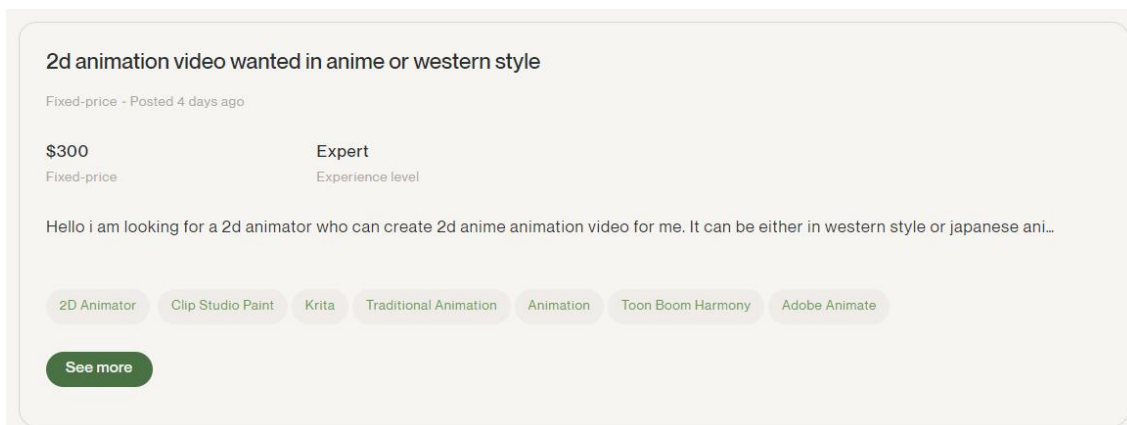 2d animation video wanted in anime or western style
Fixed-price - Posted 4 days ago
$300 Expert
Fixed-price Experience level
Hello i am looking for a 2d animator who can create 2d anime animation video for me. It can be either in western style or japanese ani…
2D Animator Clip Studio Paint Krita Traditional Animation Animation Toon Boom Harmony Adobe Animate
See more